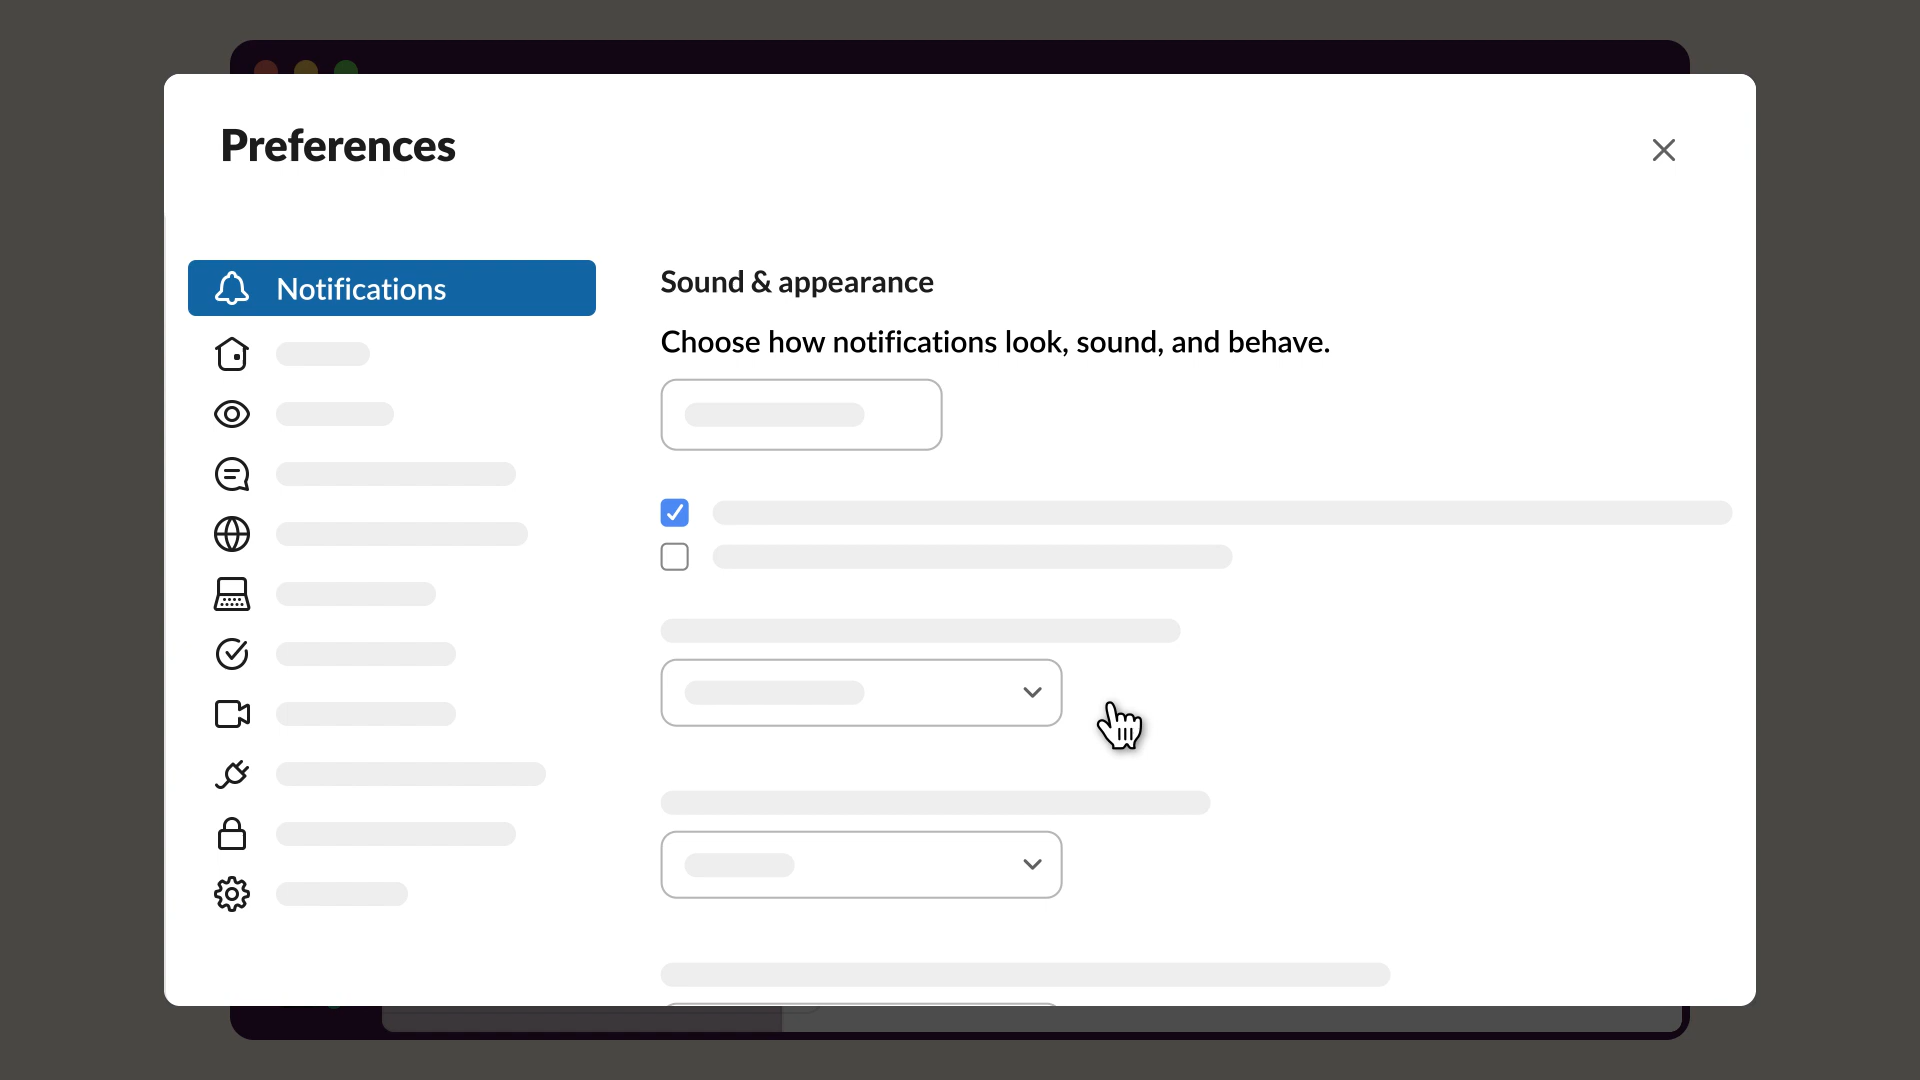 Preferences
Notifications
Sound & appearance
Choose how notifications look, sound, and behave.